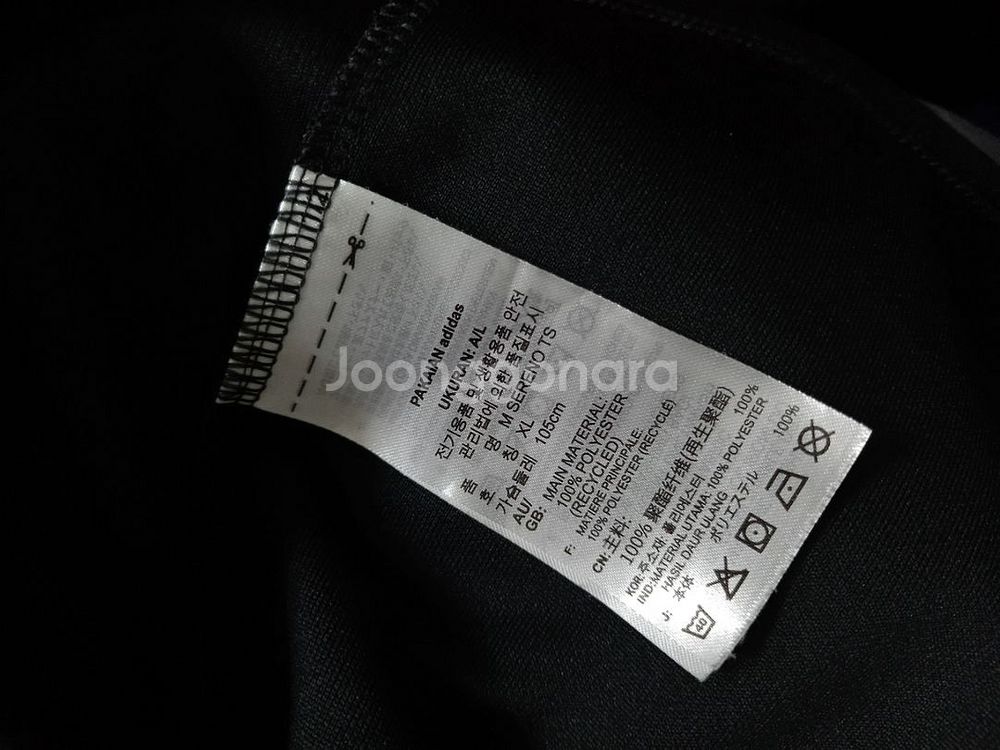 PAKAIAN adidas
UKURAN: A/L
전기용품 및 생활용품 안전
관리법에 의한 품질표시
품 명 M SERENO TS
호 칭 XL
가슴둘레 105cm
AU/
GB: MAIN MATERIAL:
100% POLYESTER
(RECYCLED)
F: MATIERE PRINCIPALE:
100% POLYESTER (RECYCLE)
CN: 主料:
100% 聚酯纤维(再生聚酯)
KOR: 주소재: 폴리에스터 100%
IND: MATERIAL UTAMA: 100% POLYESTER
HASIL DAUR ULANG
J: 本体 ポリエステル 100%
40
Joongonara